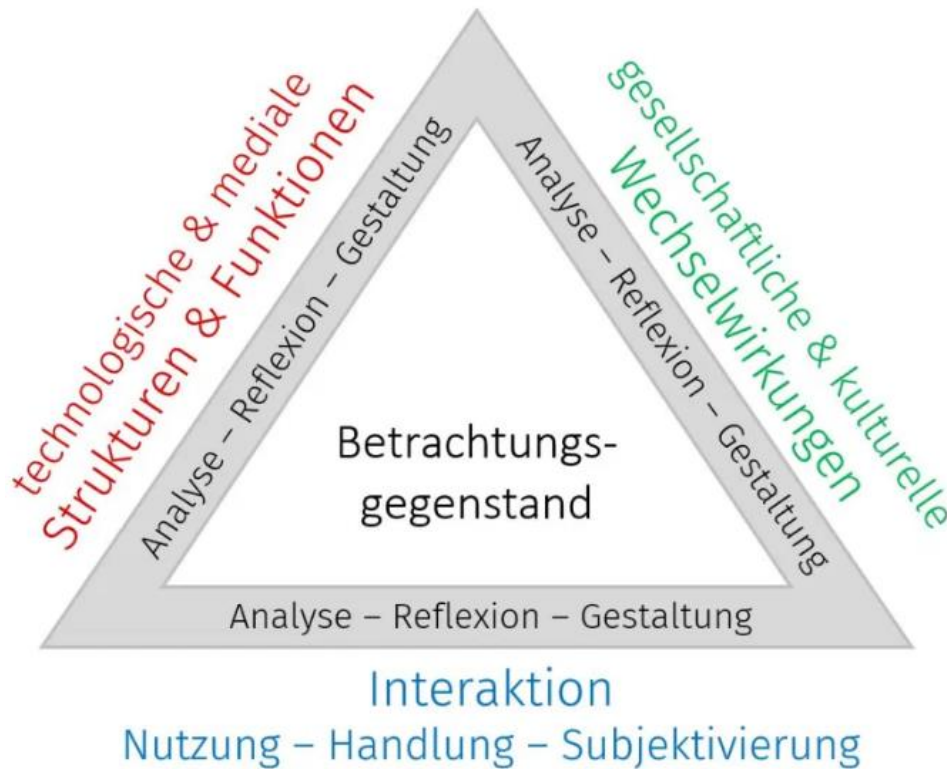 technologische & mediale
Strukturen & Funktionen
Analyse – Reflexion – Gestaltung
gesellschaftliche & kulturelle
Wechselwirkungen
Analyse – Reflexion – Gestaltung
Betrachtungs-
gegenstand
Analyse – Reflexion – Gestaltung
Interaktion
Nutzung – Handlung – Subjektivierung